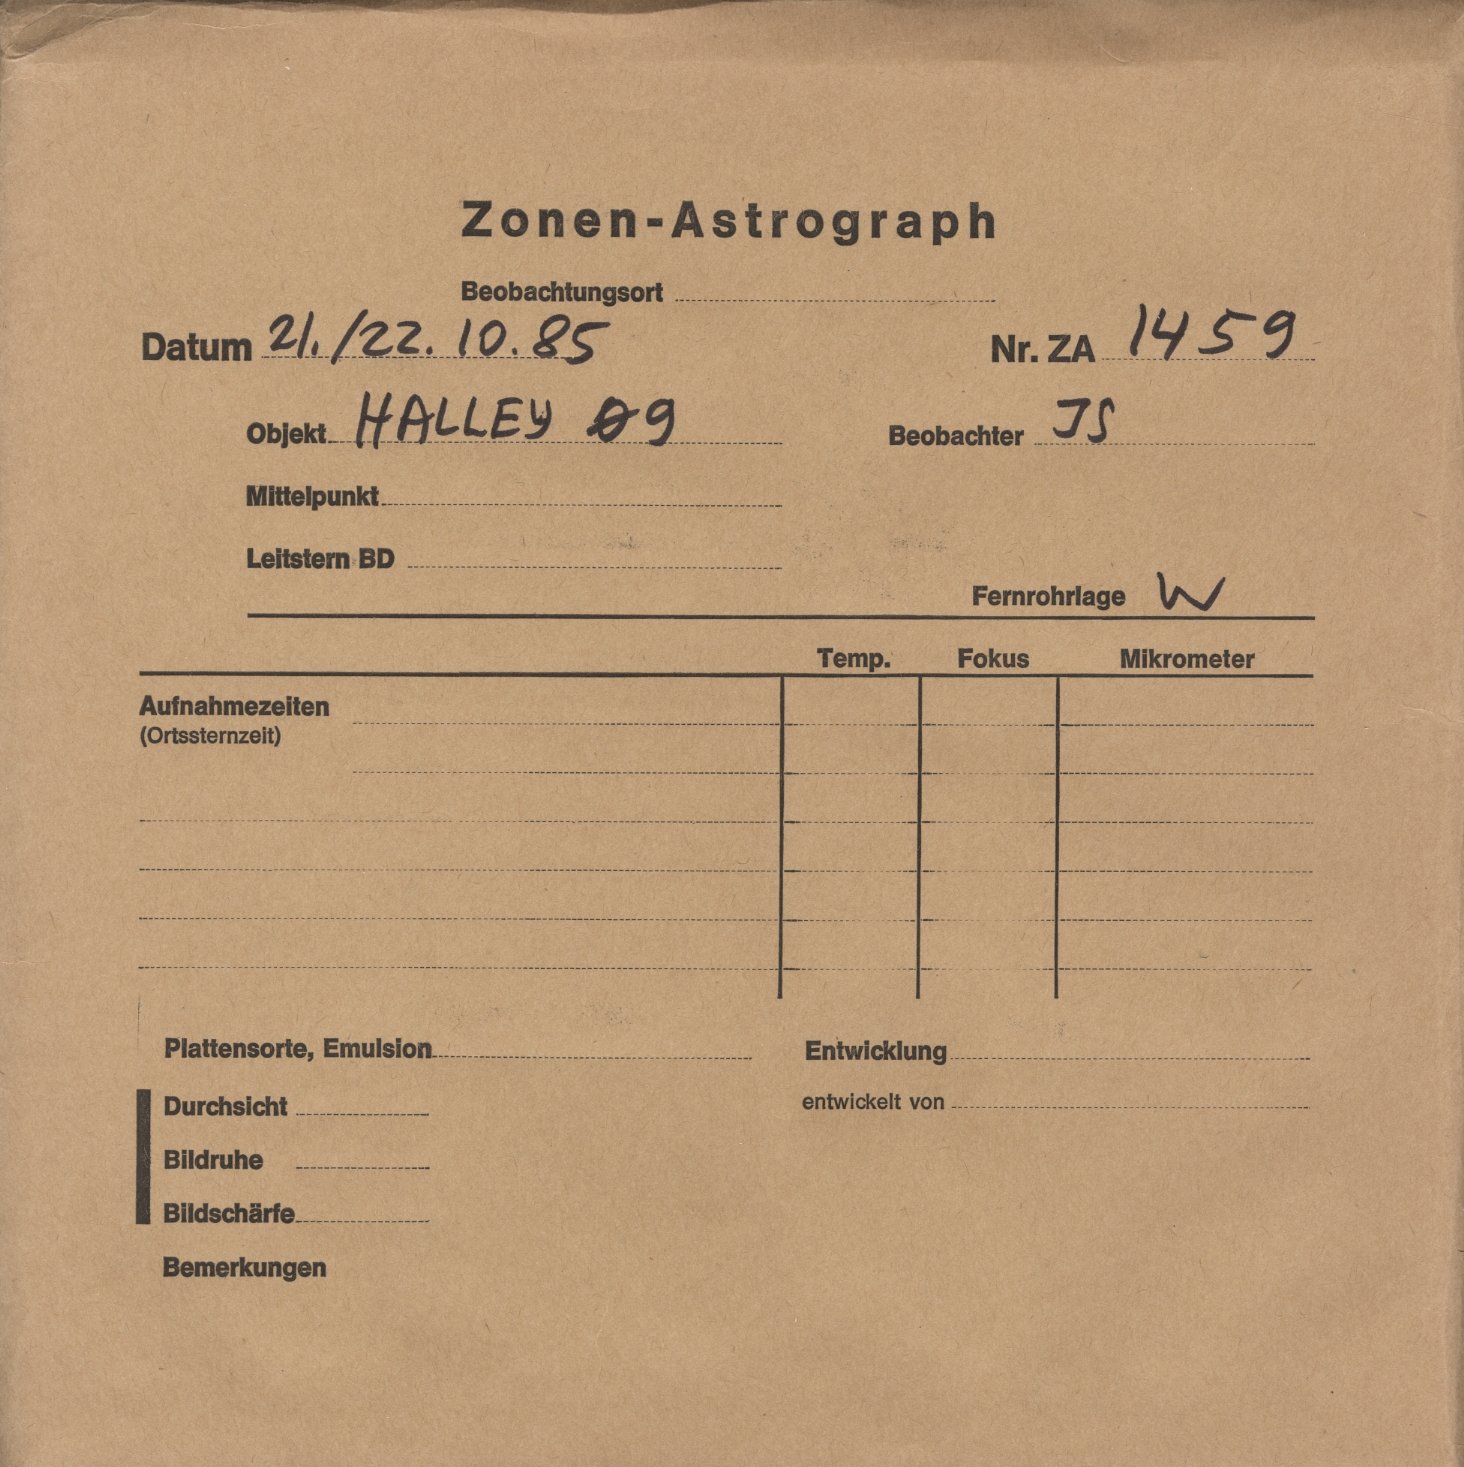 Zonen-Astrograph
Beobachtungsort
Datum 21./22. 10. 85 Nr. ZA 1459
Objekt HALLEY 09 Beobachter JS
Mittelpunkt
Leitstern BD
Fernrohrlage W
Temp. Fokus Mikrometer
Aufnahmezeiten
(Ortssternzeit)
Plattensorte, Emulsion Entwicklung
Durchsicht entwickelt von
Bildruhe
Bildschärfe
Bemerkungen